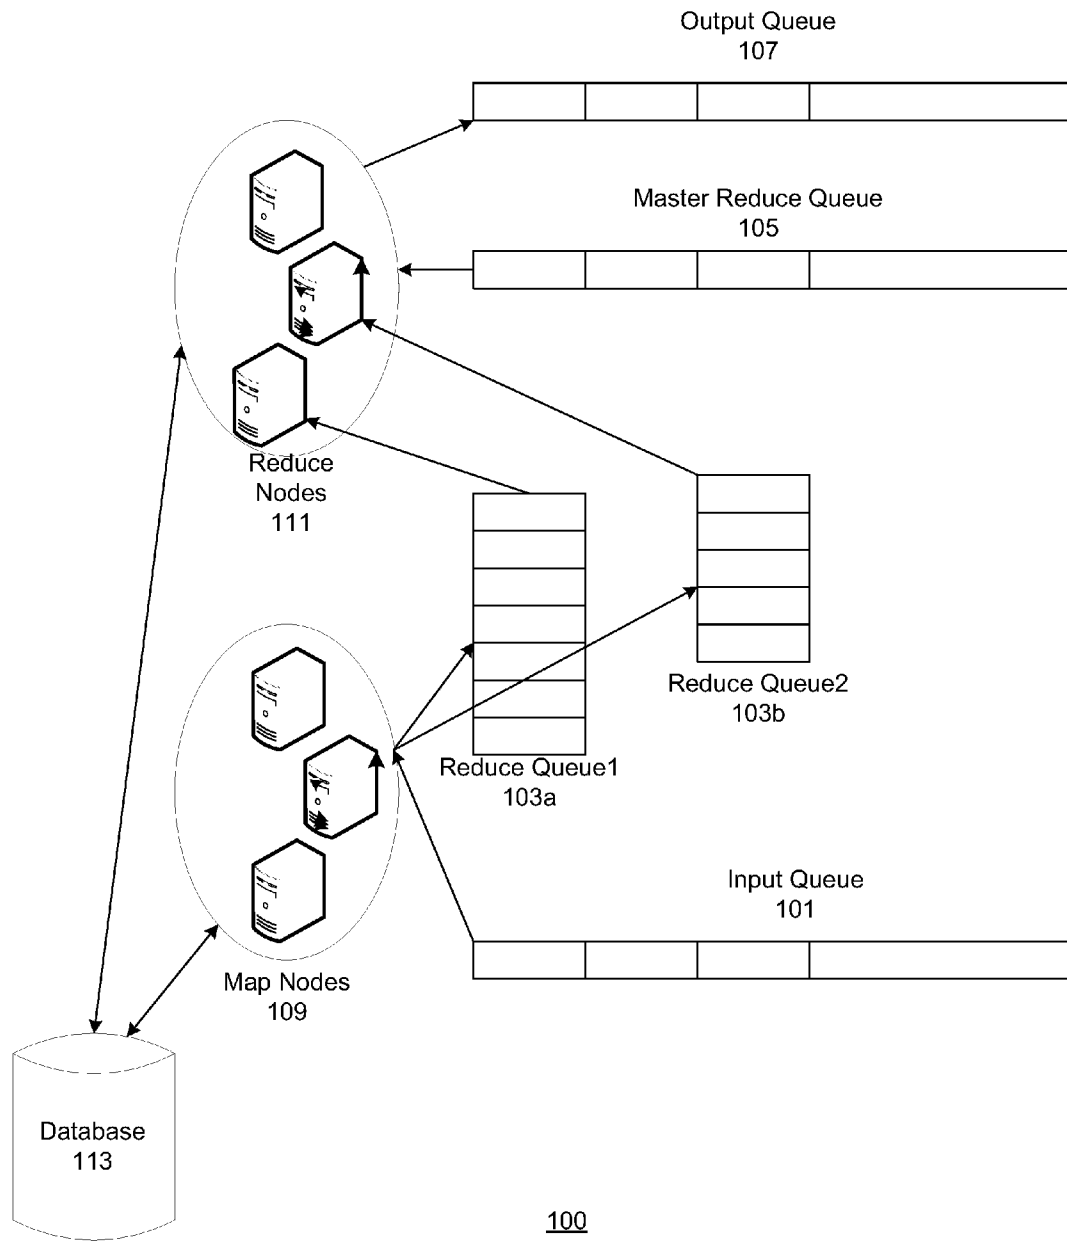 Output Queue
107
Master Reduce Queue
105
Reduce
Nodes
111
Reduce Queue2
103b
Reduce Queue1
103a
Input Queue
101
Map Nodes
109
Database
113
100